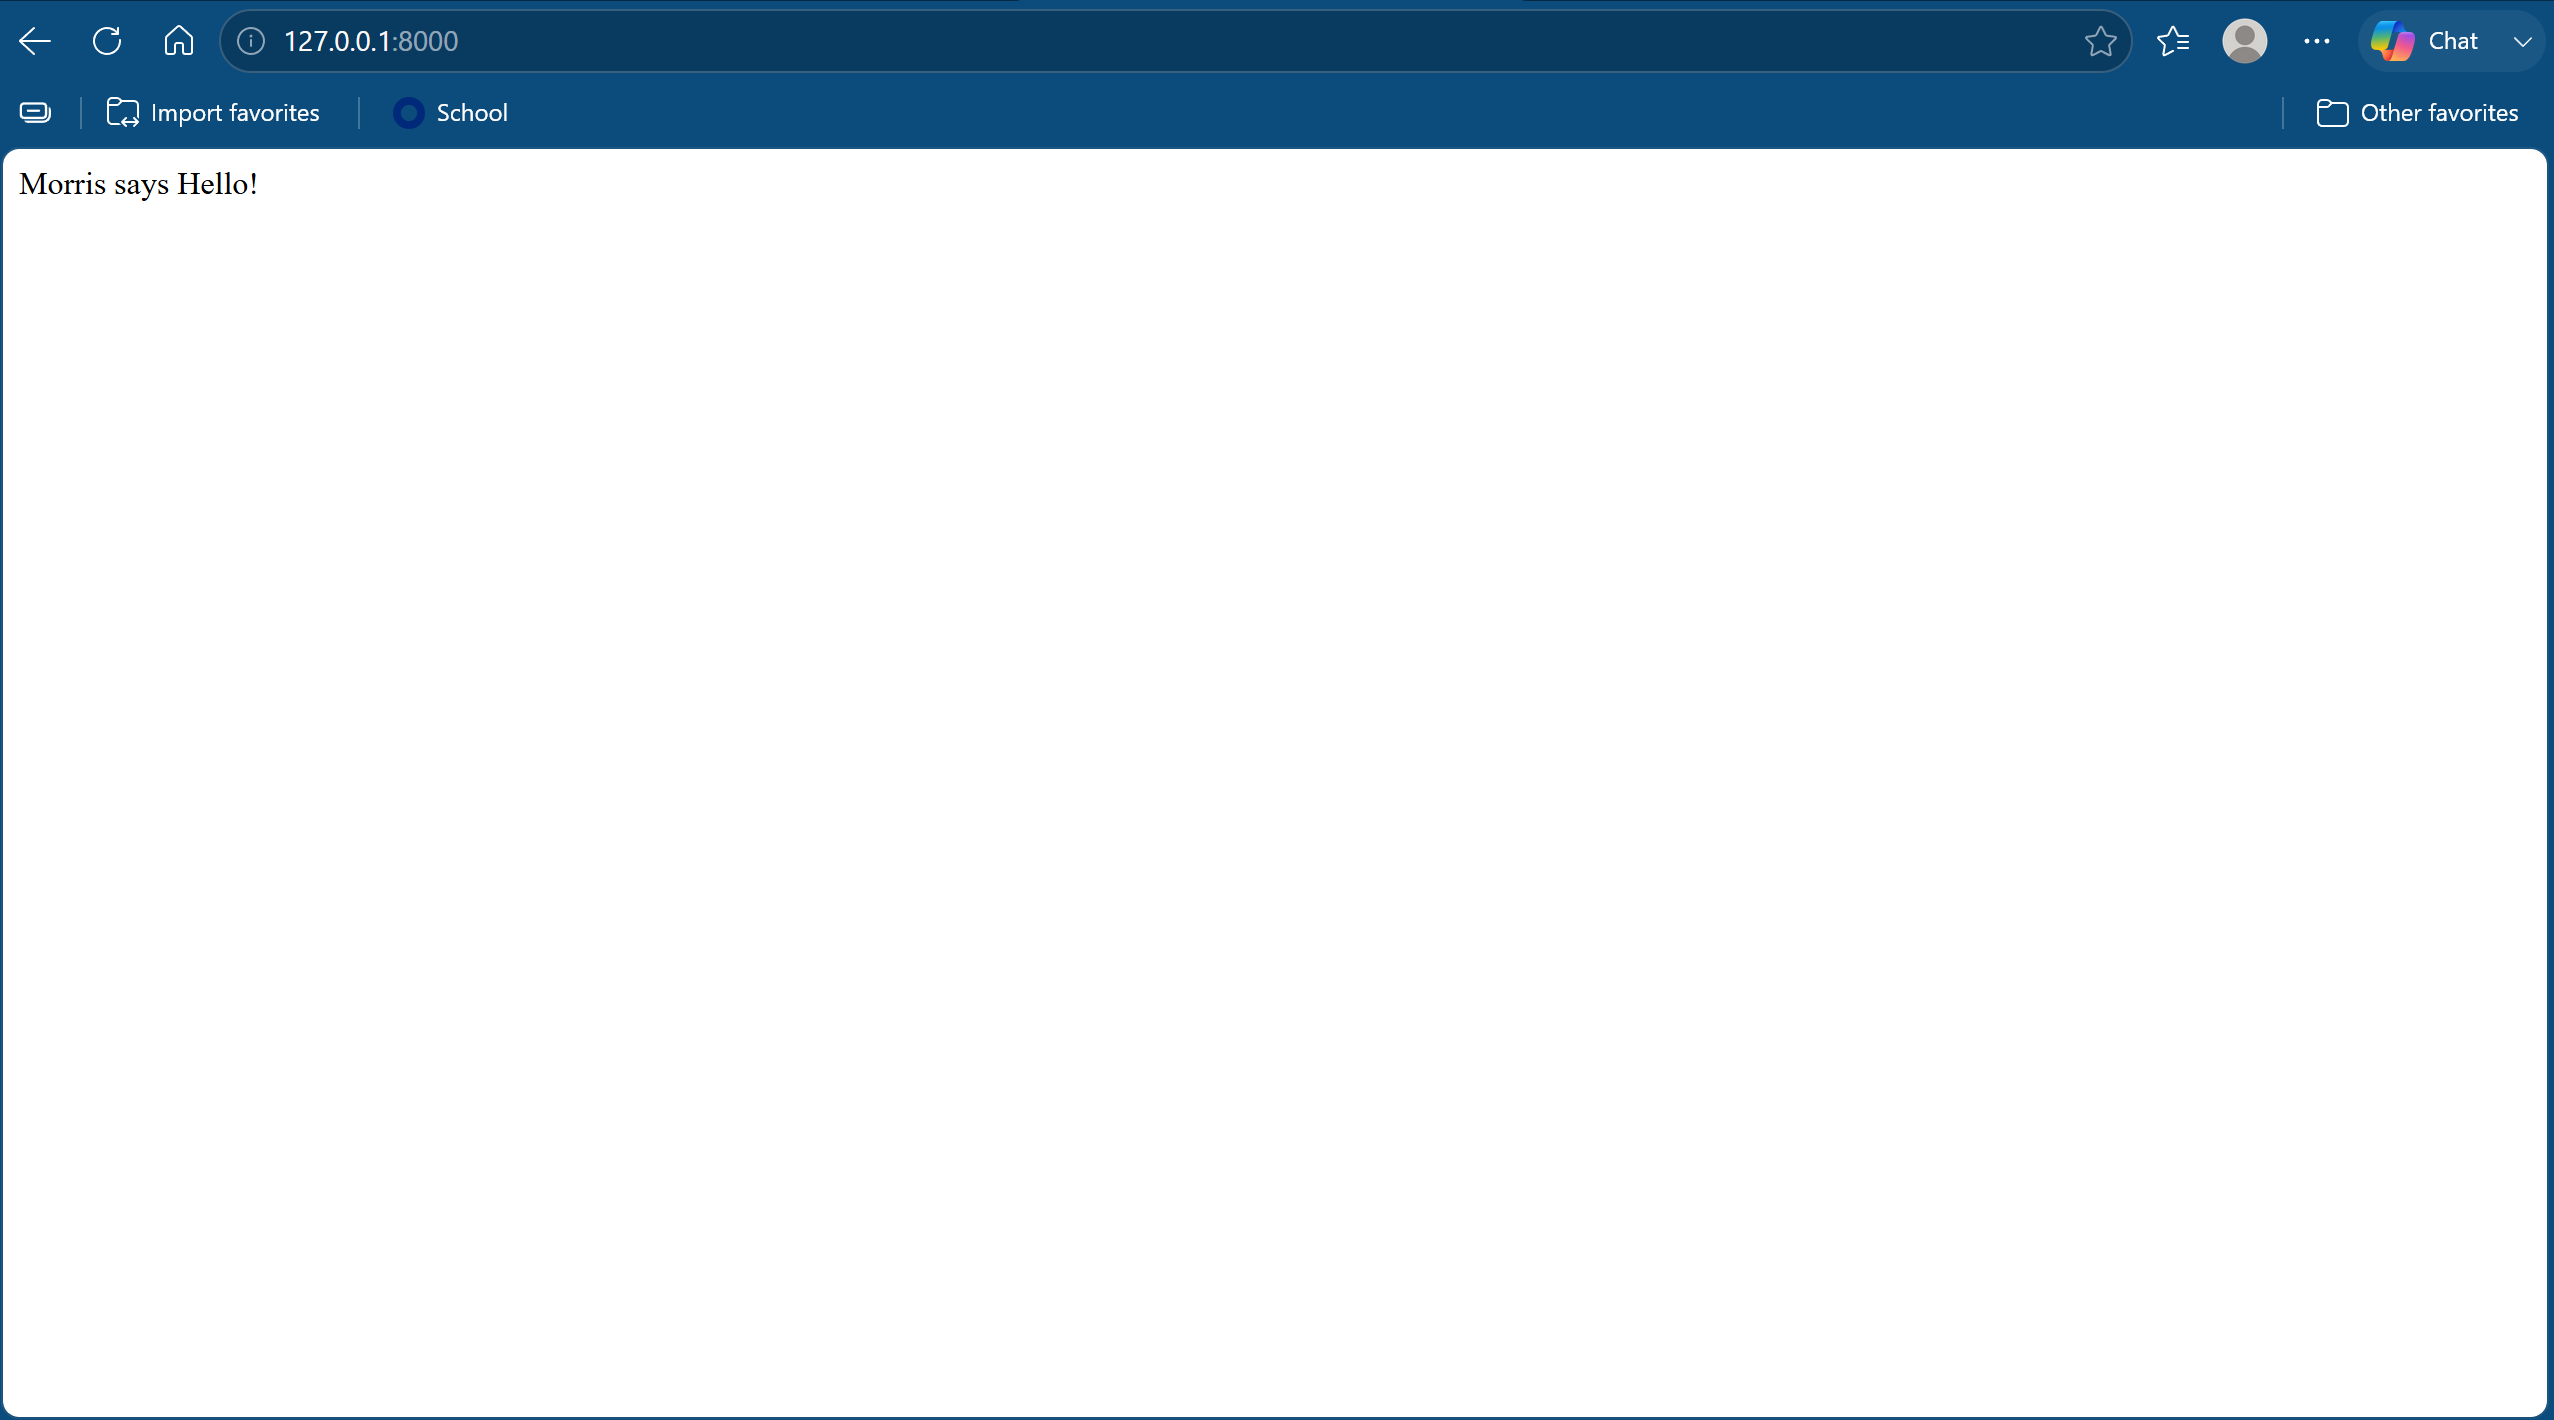 127.0.0.1:8000
Chat
Import favorites
School
Other favorites
Morris says Hello!